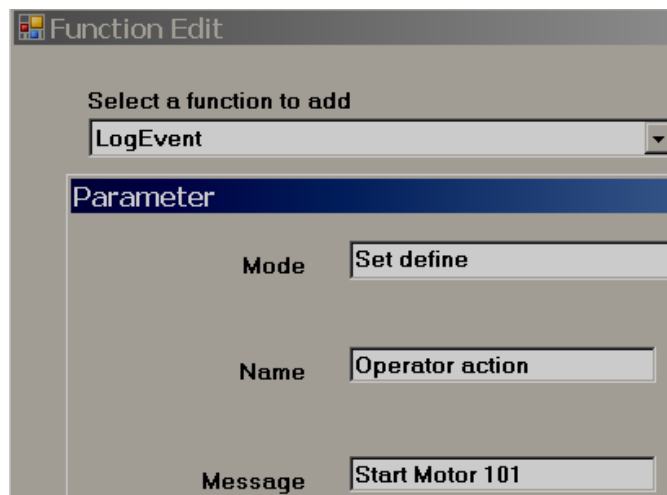 Function Edit
Select a function to add
LogEvent
Parameter
Mode Set define
Name Operator action
Message Start Motor 101